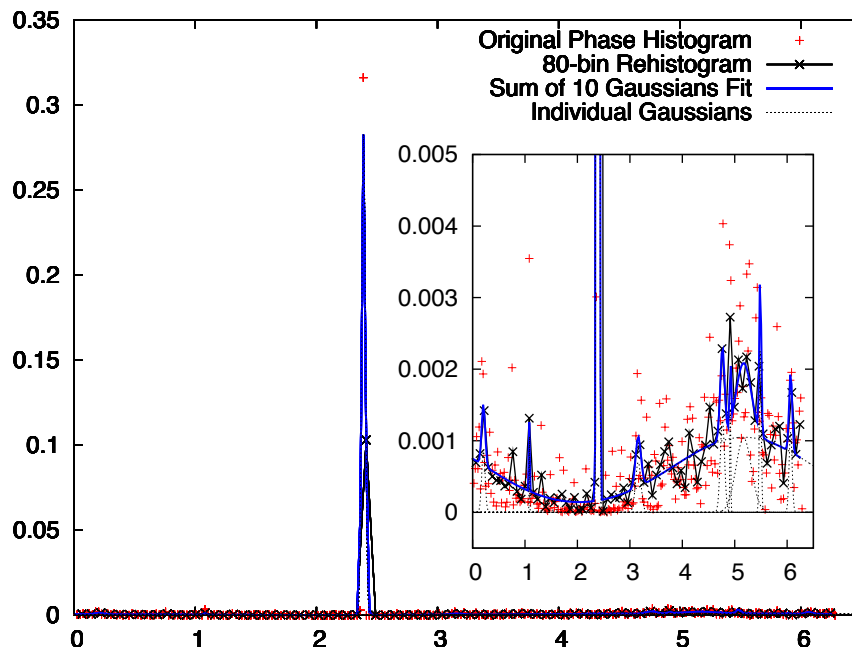 0.35
0.3
0.25
0.2
0.15
0.1
0.05
0
0 1 2 3 4 5 6
Original Phase Histogram
80-bin Rehistogram
Sum of 10 Gaussians Fit
Individual Gaussians
0.005
0.004
0.003
0.002
0.001
0
0 1 2 3 4 5 6